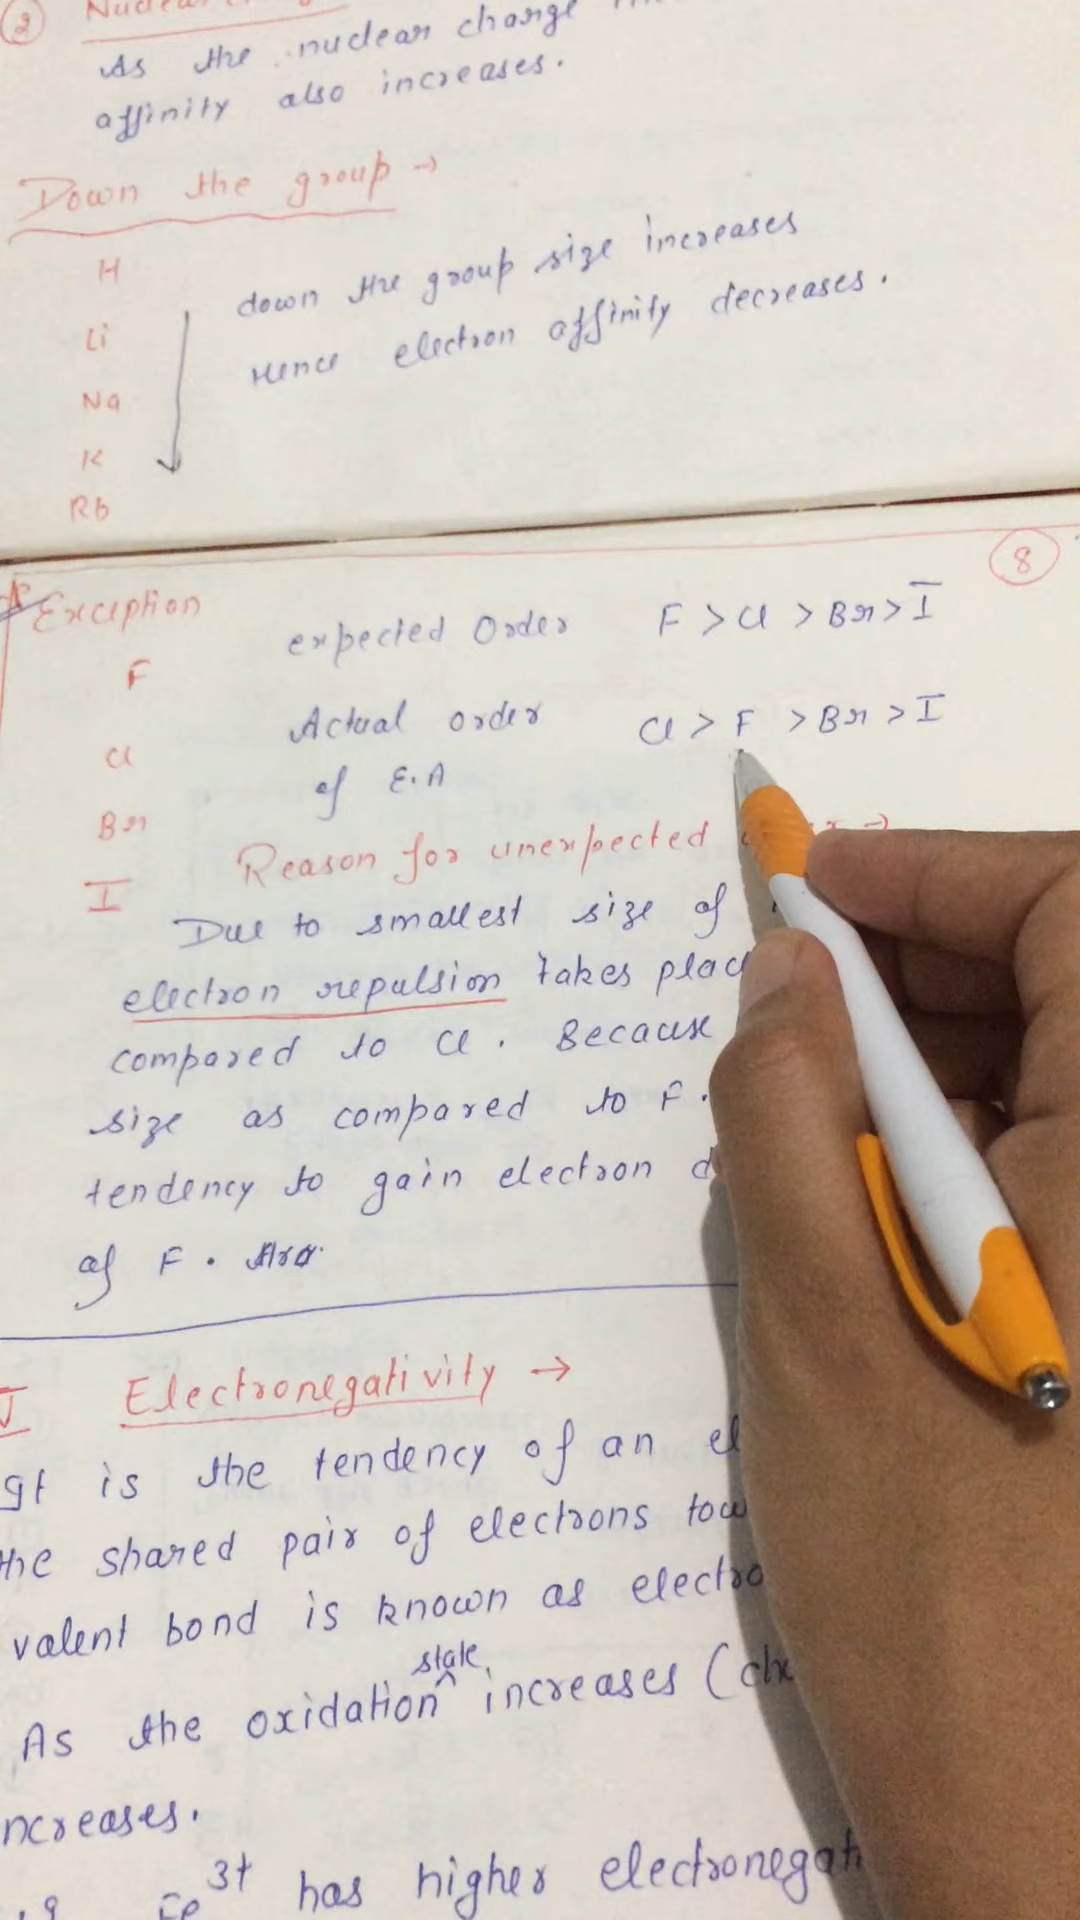 2 Nuclear
As the nuclear charge
affinity also increases.
Down the group →
H
Li
Na
K
Rb
down the group size increases
Hence electron affinity decreases.
8
Exception
F
Cl
Br
I
expected Order F > Cl > Br > I
Actual order Cl > F > Br > I
of E.A
Reason for unexpected
Due to smallest size of
electron repulsion takes plac
compared to Cl. Because
size as compared to F.
tendency to gain electron d
of F.
Electronegativity →
It is the tendency of an el
the shared pair of electrons tow
valent bond is known as electro
As the oxidation state increases (ch
ncreases.
Fe3+ has higher electronegat